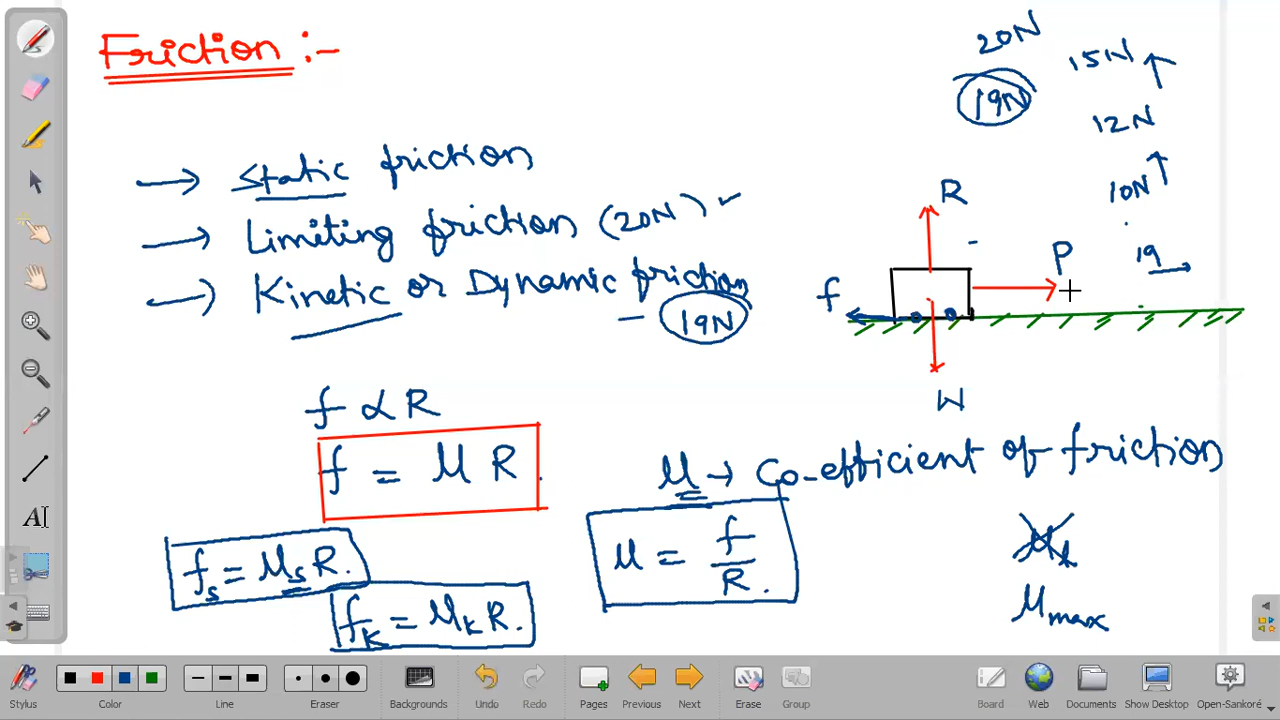 Friction :-
20N
15N
19N
12N
→ Static friction
10N
→ Limiting friction (20N)
R
→ Kinetic or Dynamic friction
- 19N
P
19
f
W
f ∝ R
f = μ R.
μ → Co-efficient of friction
μ = f/R.
fs = μs R.
fk = μk R.
μmax
Stylus
Color
Line
Eraser
Backgrounds
Undo
Redo
Pages
Previous
Next
Erase
Group
Board
Web
Documents
Show Desktop
Open-Sankoré